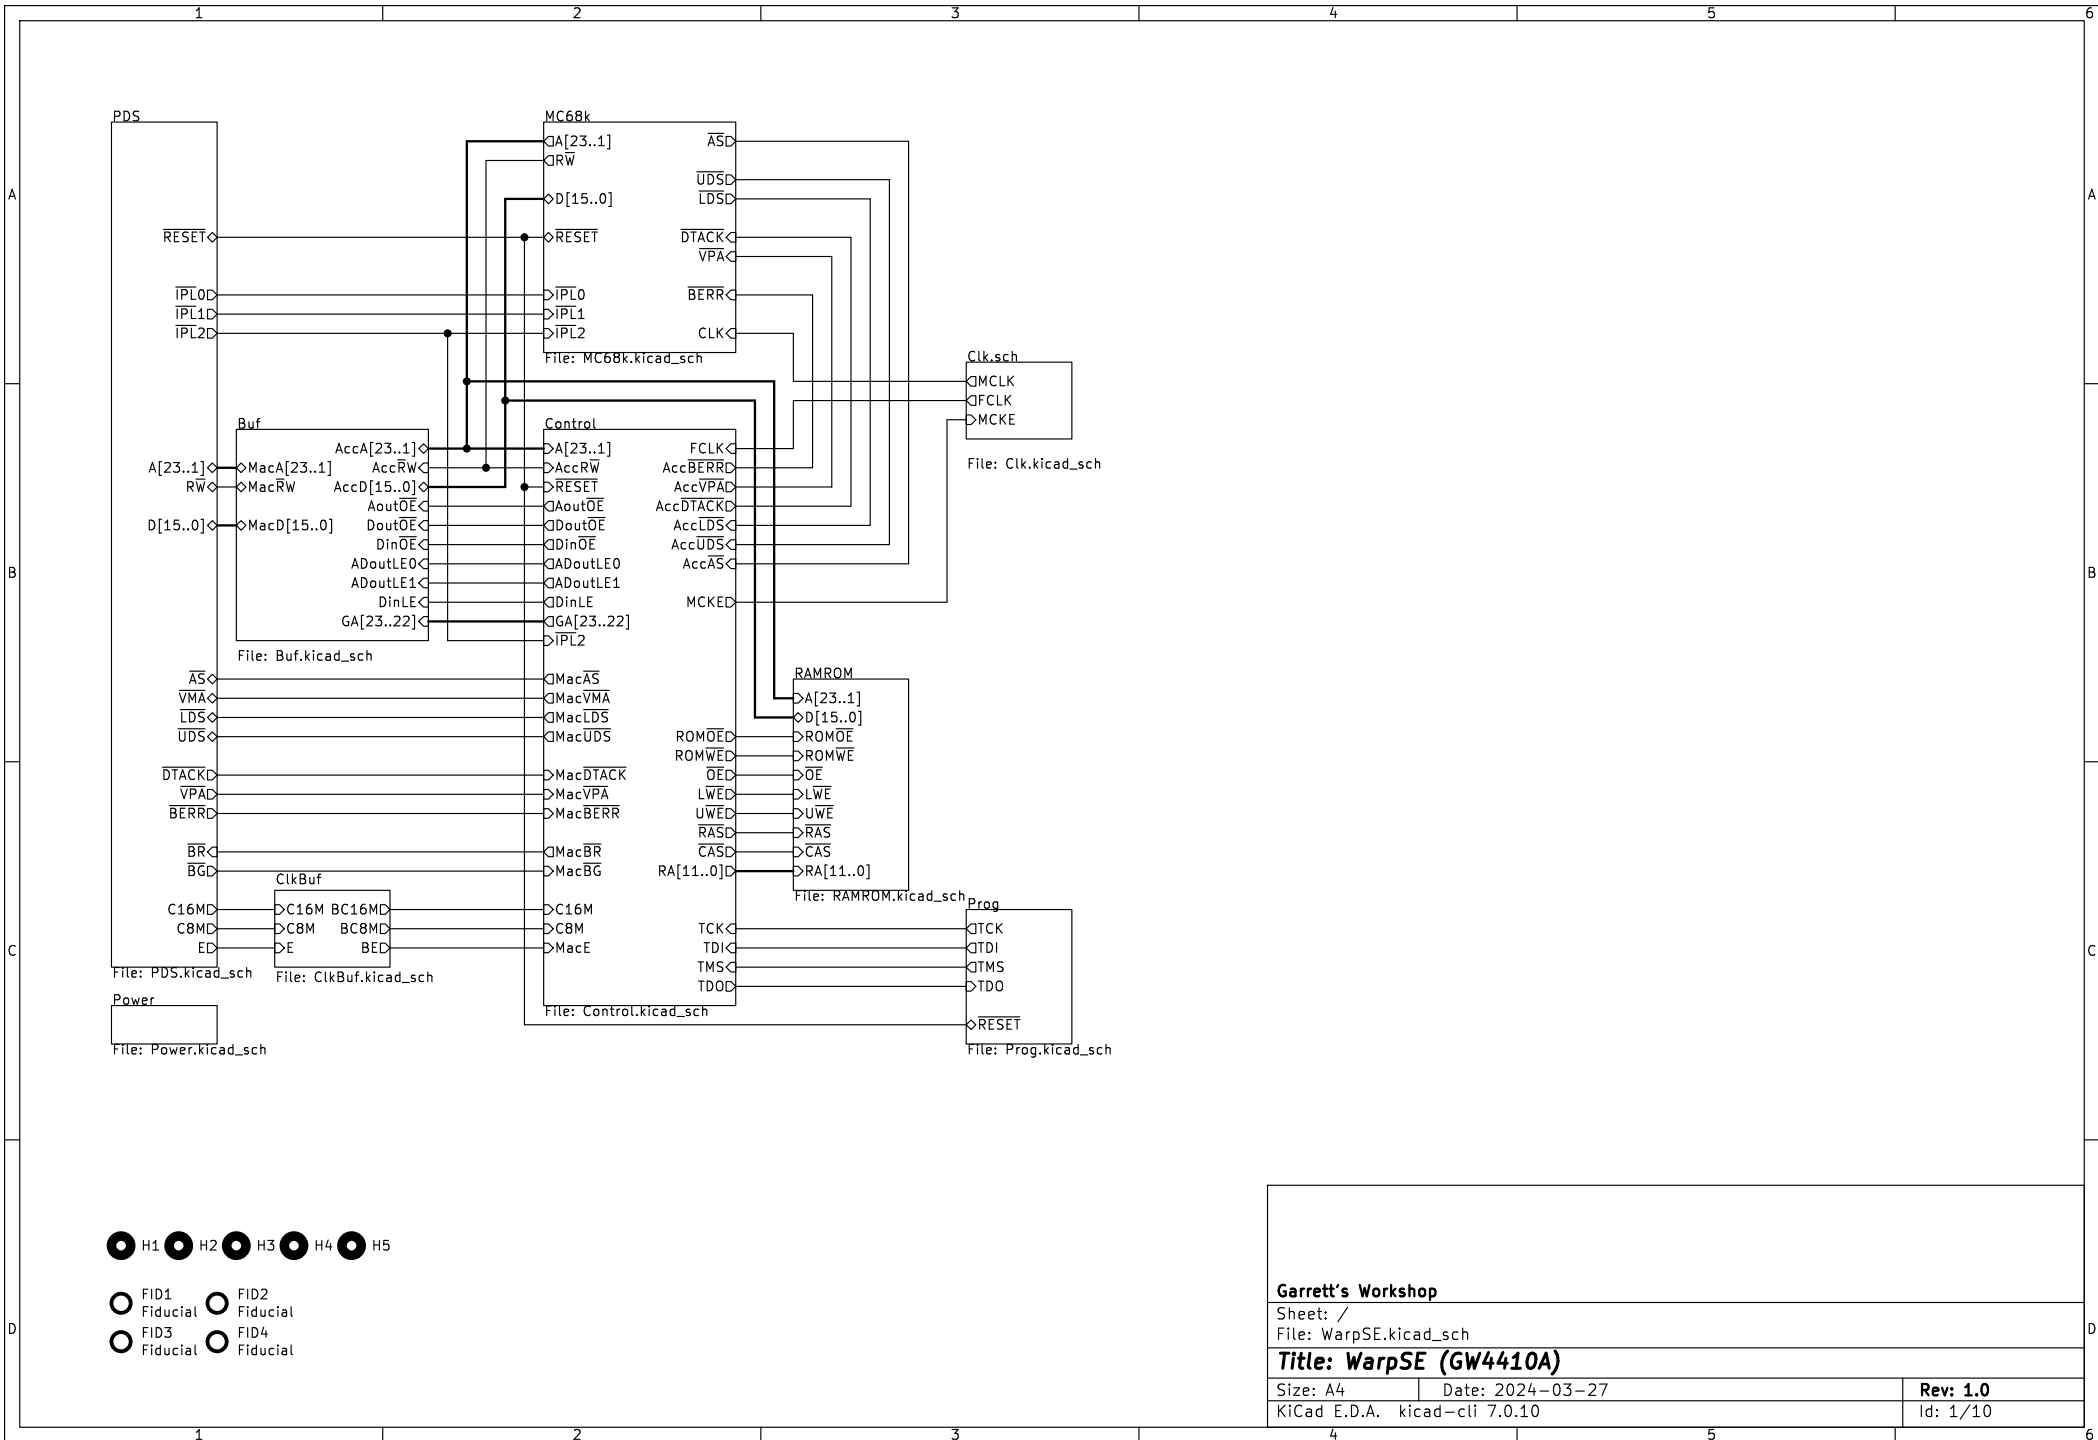 1 2 3 4 5 6
A
B
C
D
A
B
C
D
PDS
RESET
IPL0
IPL1
IPL2
A[23..1]
RW
D[15..0]
AS
VMA
LDS
UDS
DTACK
VPA
BERR
BR
BG
C16M
C8M
E
File: PDS.kicad_sch
Power
File: Power.kicad_sch
Buf
MacA[23..1]
MacRW
MacD[15..0]
AccA[23..1]
AccRW
AccD[15..0]
AoutOE
DoutOE
DinOE
ADoutLE0
ADoutLE1
DinLE
GA[23..22]
File: Buf.kicad_sch
ClkBuf
C16M BC16M
C8M BC8M
E BE
File: ClkBuf.kicad_sch
MC68k
A[23..1]
RW
D[15..0]
RESET
IPL0
IPL1
IPL2
AS
UDS
LDS
DTACK
VPA
BERR
CLK
File: MC68k.kicad_sch
Control
A[23..1]
AccRW
RESET
AoutOE
DoutOE
DinOE
ADoutLE0
ADoutLE1
DinLE
GA[23..22]
IPL2
MacAS
MacVMA
MacLDS
MacUDS
MacDTACK
MacVPA
MacBERR
MacBR
MacBG
C16M
C8M
MacE
FCLK
AccBERR
AccVPA
AccDTACK
AccLDS
AccUDS
AccAS
MCKE
ROMOE
ROMWE
OE
LWE
UWE
RAS
CAS
RA[11..0]
TCK
TDI
TMS
TDO
File: Control.kicad_sch
Clk.sch
MCLK
FCLK
MCKE
File: Clk.kicad_sch
RAMROM
A[23..1]
D[15..0]
ROMOE
ROMWE
OE
LWE
UWE
RAS
CAS
RA[11..0]
File: RAMROM.kicad_sch
Prog
TCK
TDI
TMS
TDO
RESET
File: Prog.kicad_sch
H1 H2 H3 H4 H5
FID1
Fiducial
FID2
Fiducial
FID3
Fiducial
FID4
Fiducial
Garrett's Workshop
Sheet: /
File: WarpSE.kicad_sch
Title: WarpSE (GW4410A)
Size: A4 Date: 2024-03-27 Rev: 1.0
KiCad E.D.A. kicad-cli 7.0.10 Id: 1/10
1 2 3 4 5 6